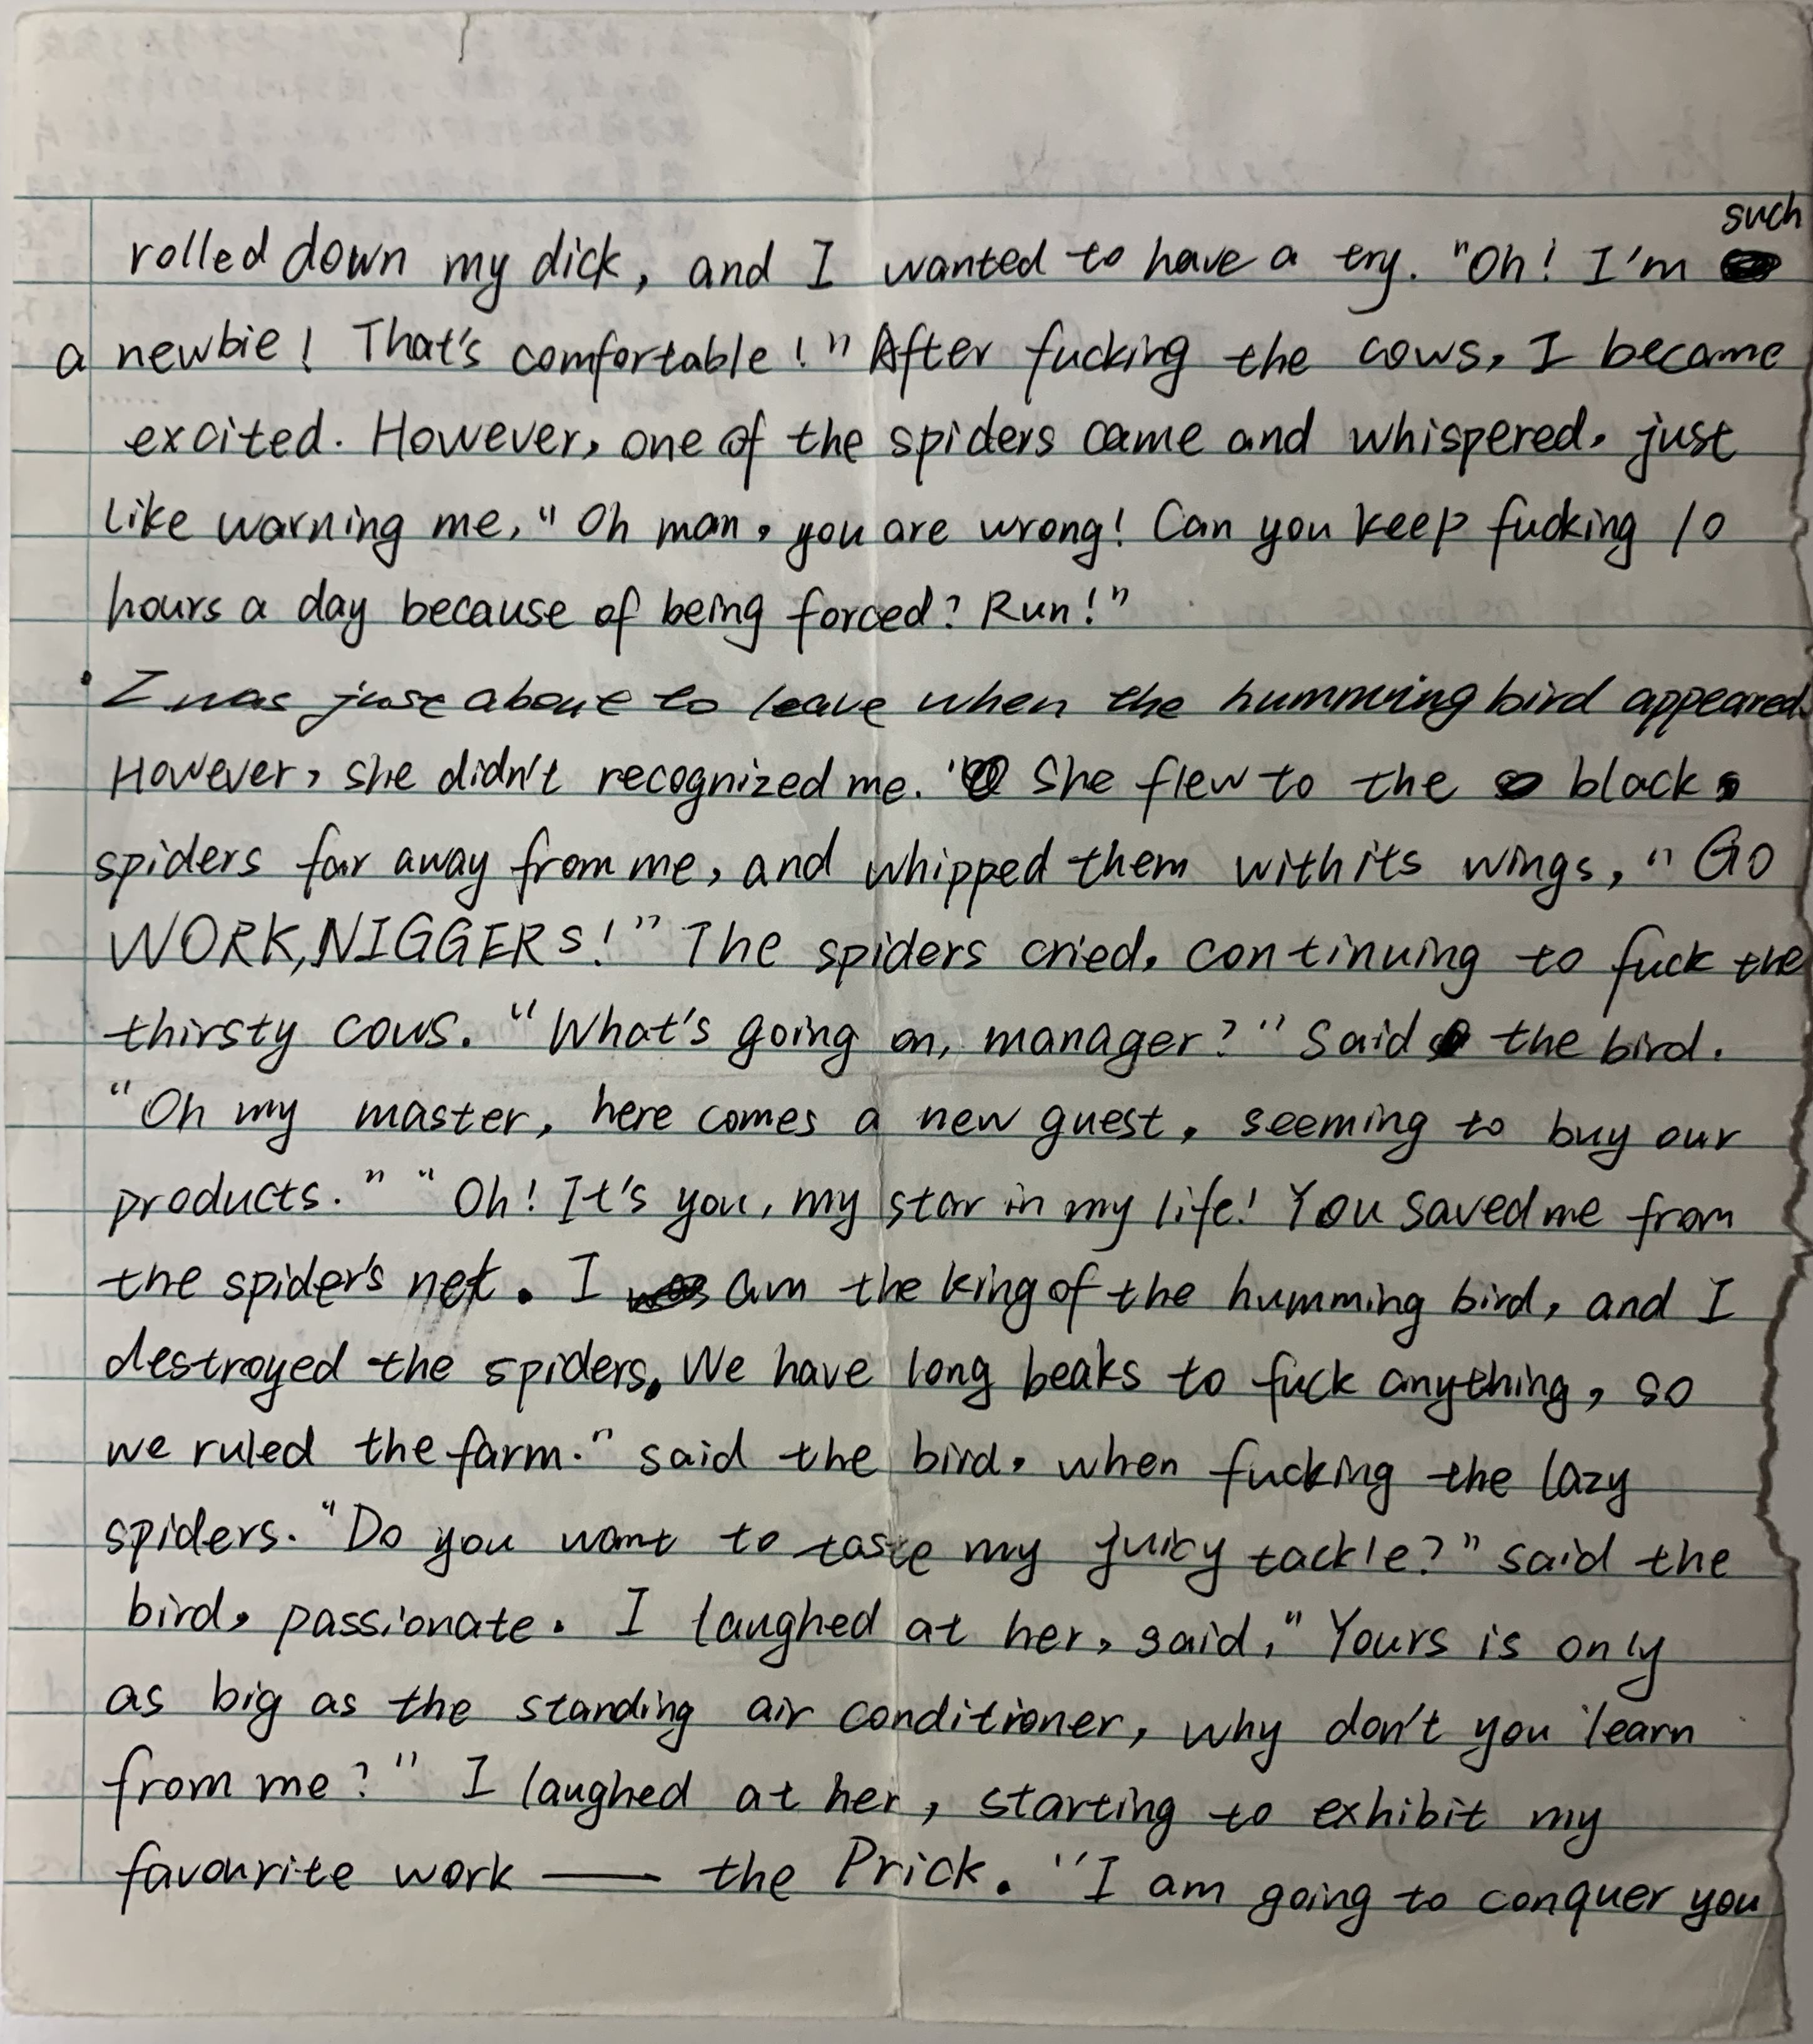 such
rolled down my dick, and I wanted to have a try. "Oh! I'm
a newbie! That's comfortable!" After fucking the cows, I became
excited. However, one of the spiders came and whispered, just
like warning me, "Oh man, you are wrong! Can you keep fucking 10
hours a day because of being forced? Run!"
I was just about to leave when the humming bird appeared.
However, she didn't recognized me. She flew to the black
spiders far away from me, and whipped them with its wings, "GO
WORK, NIGGERS!" The spiders cried, continuing to fuck the
thirsty cows. "What's going on, manager?" Said the bird.
"Oh my master, here comes a new guest, seeming to buy our
products." "Oh! It's you, my star in my life! You saved me from
the spider's net. I am the king of the humming bird, and I
destroyed the spiders. We have long beaks to fuck anything, so
we ruled the farm." said the bird, when fucking the lazy
spiders. "Do you want to taste my juicy tackle?" said the
bird, passionate. I laughed at her, said, "Yours is only
as big as the standing air conditioner, why don't you learn
from me?" I laughed at her, starting to exhibit my
favourite work — the Prick. "I am going to conquer you